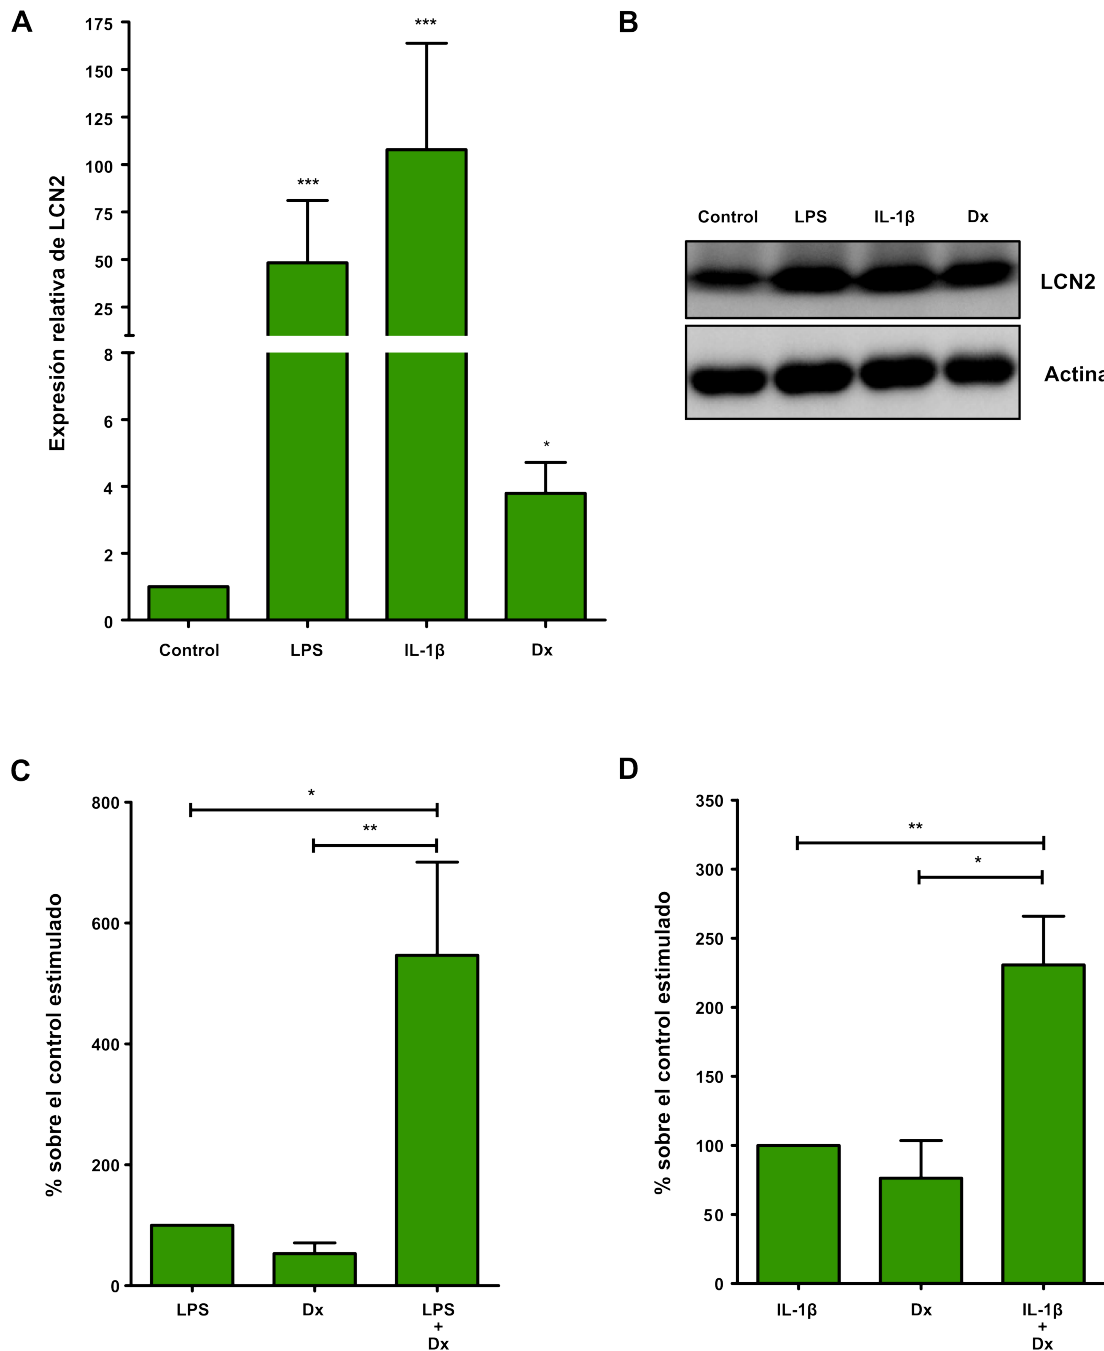 A
Expresión relativa de LCN2
175
150
125
100
75
50
25
8
6
4
2
0
***
***
*
Control LPS IL-1β Dx
B
Control LPS IL-1β Dx
LCN2
Actina
C
% sobre el control estimulado
800
600
400
200
0
*
**
LPS Dx LPS
+
Dx
D
% sobre el control estimulado
350
300
250
200
150
100
50
0
**
*
IL-1β Dx IL-1β
+
Dx